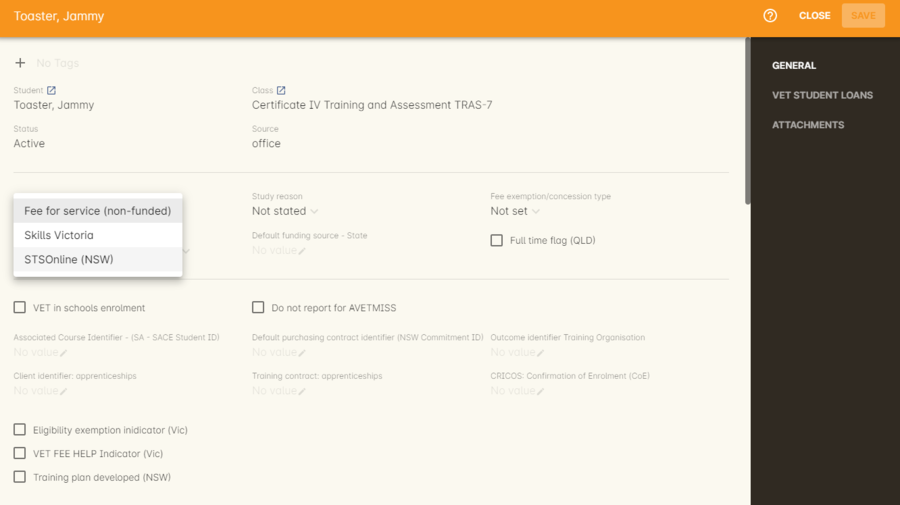 Toaster, Jammy
CLOSE
SAVE
No Tags
GENERAL
VET STUDENT LOANS
ATTACHMENTS
Student
Class
Toaster, Jammy
Certificate IV Training and Assessment TRAS-7
Status
Source
Active
office
Study reason
Fee exemption/concession type
Fee for service (non-funded)
Not stated
Not set
Skills Victoria
Default funding source - State
Full time flag (QLD)
No value
STSOnline (NSW)
VET in schools enrolment
Do not report for AVETMISS
Associated Course Identifier - (SA - SACE Student ID)
Default purchasing contract identifier (NSW Commitment ID)
Outcome identifier Training Organisation
No value
No value
No value
Client identifier: apprenticeships
Training contract: apprenticeships
CRICOS: Confirmation of Enrolment (CoE)
No value
No value
No value
Eligibility exemption inidicator (Vic)
VET FEE HELP Indicator (Vic)
Training plan developed (NSW)